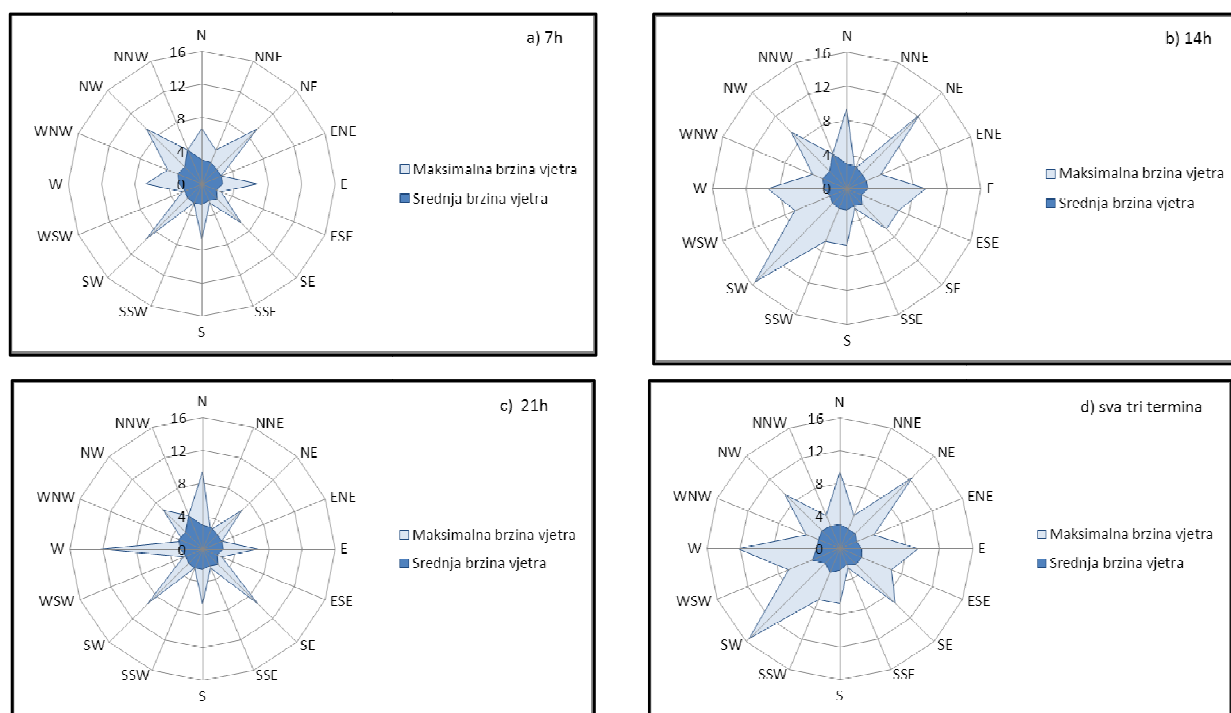 a) 7h
N
NNE
NE
ENE
E
ESE
SE
SSE
S
SSW
SW
WSW
W
WNW
NW
NNW
16
12
8
4
0
Maksimalna brzina vjetra
Srednja brzina vjetra
b) 14h
N
NNE
NE
ENE
E
ESE
SE
SSE
S
SSW
SW
WSW
W
WNW
NW
NNW
16
12
8
4
0
Maksimalna brzina vjetra
Srednja brzina vjetra
c) 21h
N
NNE
NE
ENE
E
ESE
SE
SSE
S
SSW
SW
WSW
W
WNW
NW
NNW
16
12
8
4
0
Maksimalna brzina vjetra
Srednja brzina vjetra
d) sva tri termina
N
NNE
NE
ENE
E
ESE
SE
SSE
S
SSW
SW
WSW
W
WNW
NW
NNW
16
12
8
4
0
Maksimalna brzina vjetra
Srednja brzina vjetra